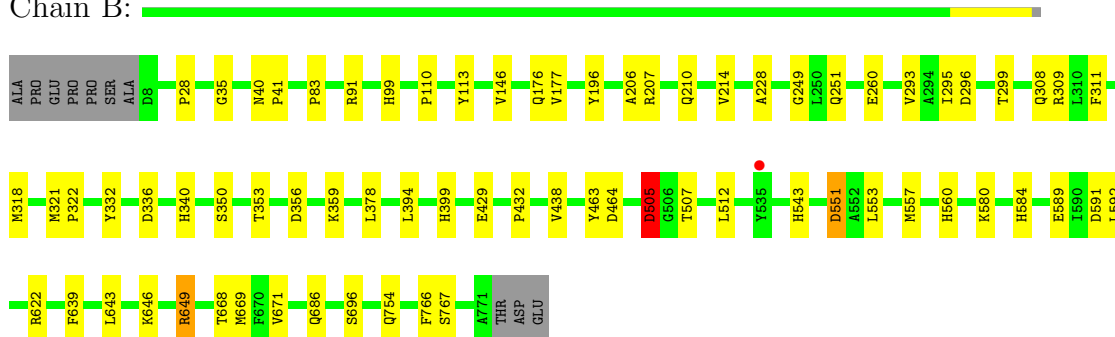 Chain B:
ALA PRO GLU PRO PRO SER ALA D8 P28 G35 N40 P41 P83 R91 H99 P110 Y113 V146 Q176 V177 Y196 A206 R207 Q210 V214 A228 G249 L250 Q251 E260 V293 A294 I295 D296 T299 Q308 R309 L310 F311
M318 M321 P322 Y332 D336 H340 S350 T353 D356 K359 L378 L394 H399 E429 P432 V438 Y463 D464 D505 G506 T507 L512 Y535 H543 D551 A552 L553 M557 H560 K580 H584 E589 I590 D591 L592
R622 F639 L643 K646 R649 T668 M669 F670 V671 Q686 S696 Q754 F766 S767 A771 THR ASP GLU